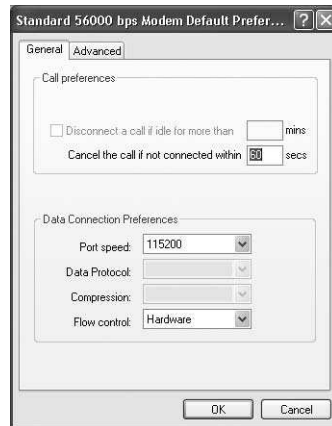 Standard 56000 bps Modem Default Prefer...
General Advanced
Call preferences
Disconnect a call if idle for more than mins
Cancel the call if not connected within 60 secs
Data Connection Preferences
Port speed: 115200
Data Protocol:
Compression:
Flow control: Hardware
OK Cancel